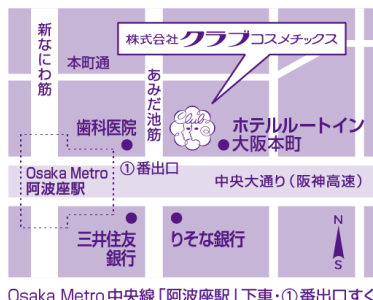 株式会社 クラブコスメチックス
新なにわ筋
本町通
あみだ池筋
歯科医院
ホテルルートイン
大阪本町
Osaka Metro
阿波座駅
①番出口
中央大通り(阪神高速)
三井住友
銀行
りそな銀行
N
S
Osaka Metro中央線「阿波座駅」下車・①番出口すぐ